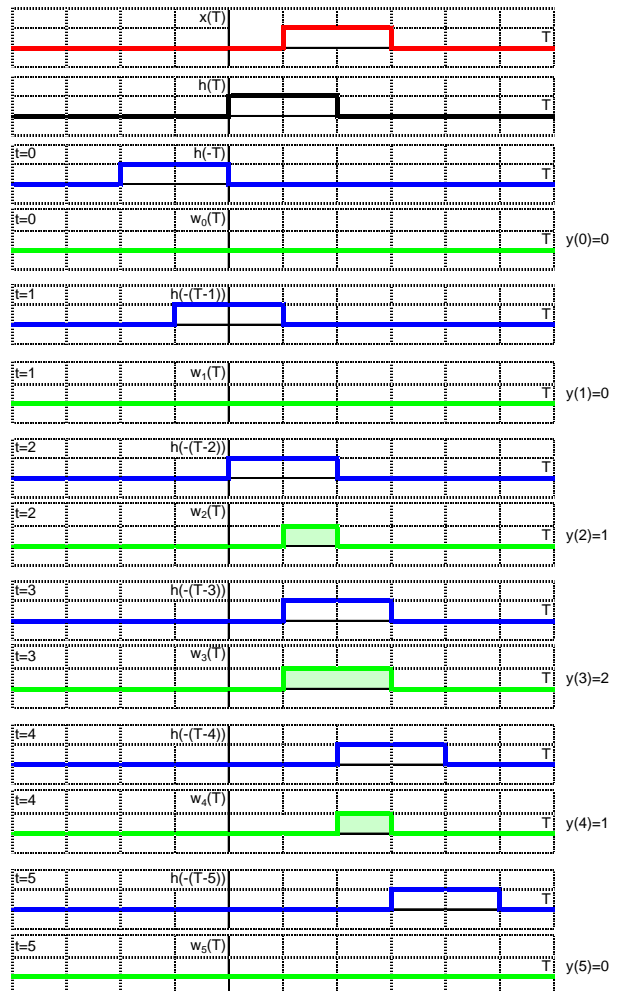 x(T)
T
h(T)
T
t=0 h(-T)
T
t=0 w₀(T)
T y(0)=0
t=1 h(-(T-1))
T
t=1 w₁(T)
T y(1)=0
t=2 h(-(T-2))
T
t=2 w₂(T)
T y(2)=1
t=3 h(-(T-3))
T
t=3 w₃(T)
T y(3)=2
t=4 h(-(T-4))
T
t=4 w₄(T)
T y(4)=1
t=5 h(-(T-5))
T
t=5 w₅(T)
T y(5)=0